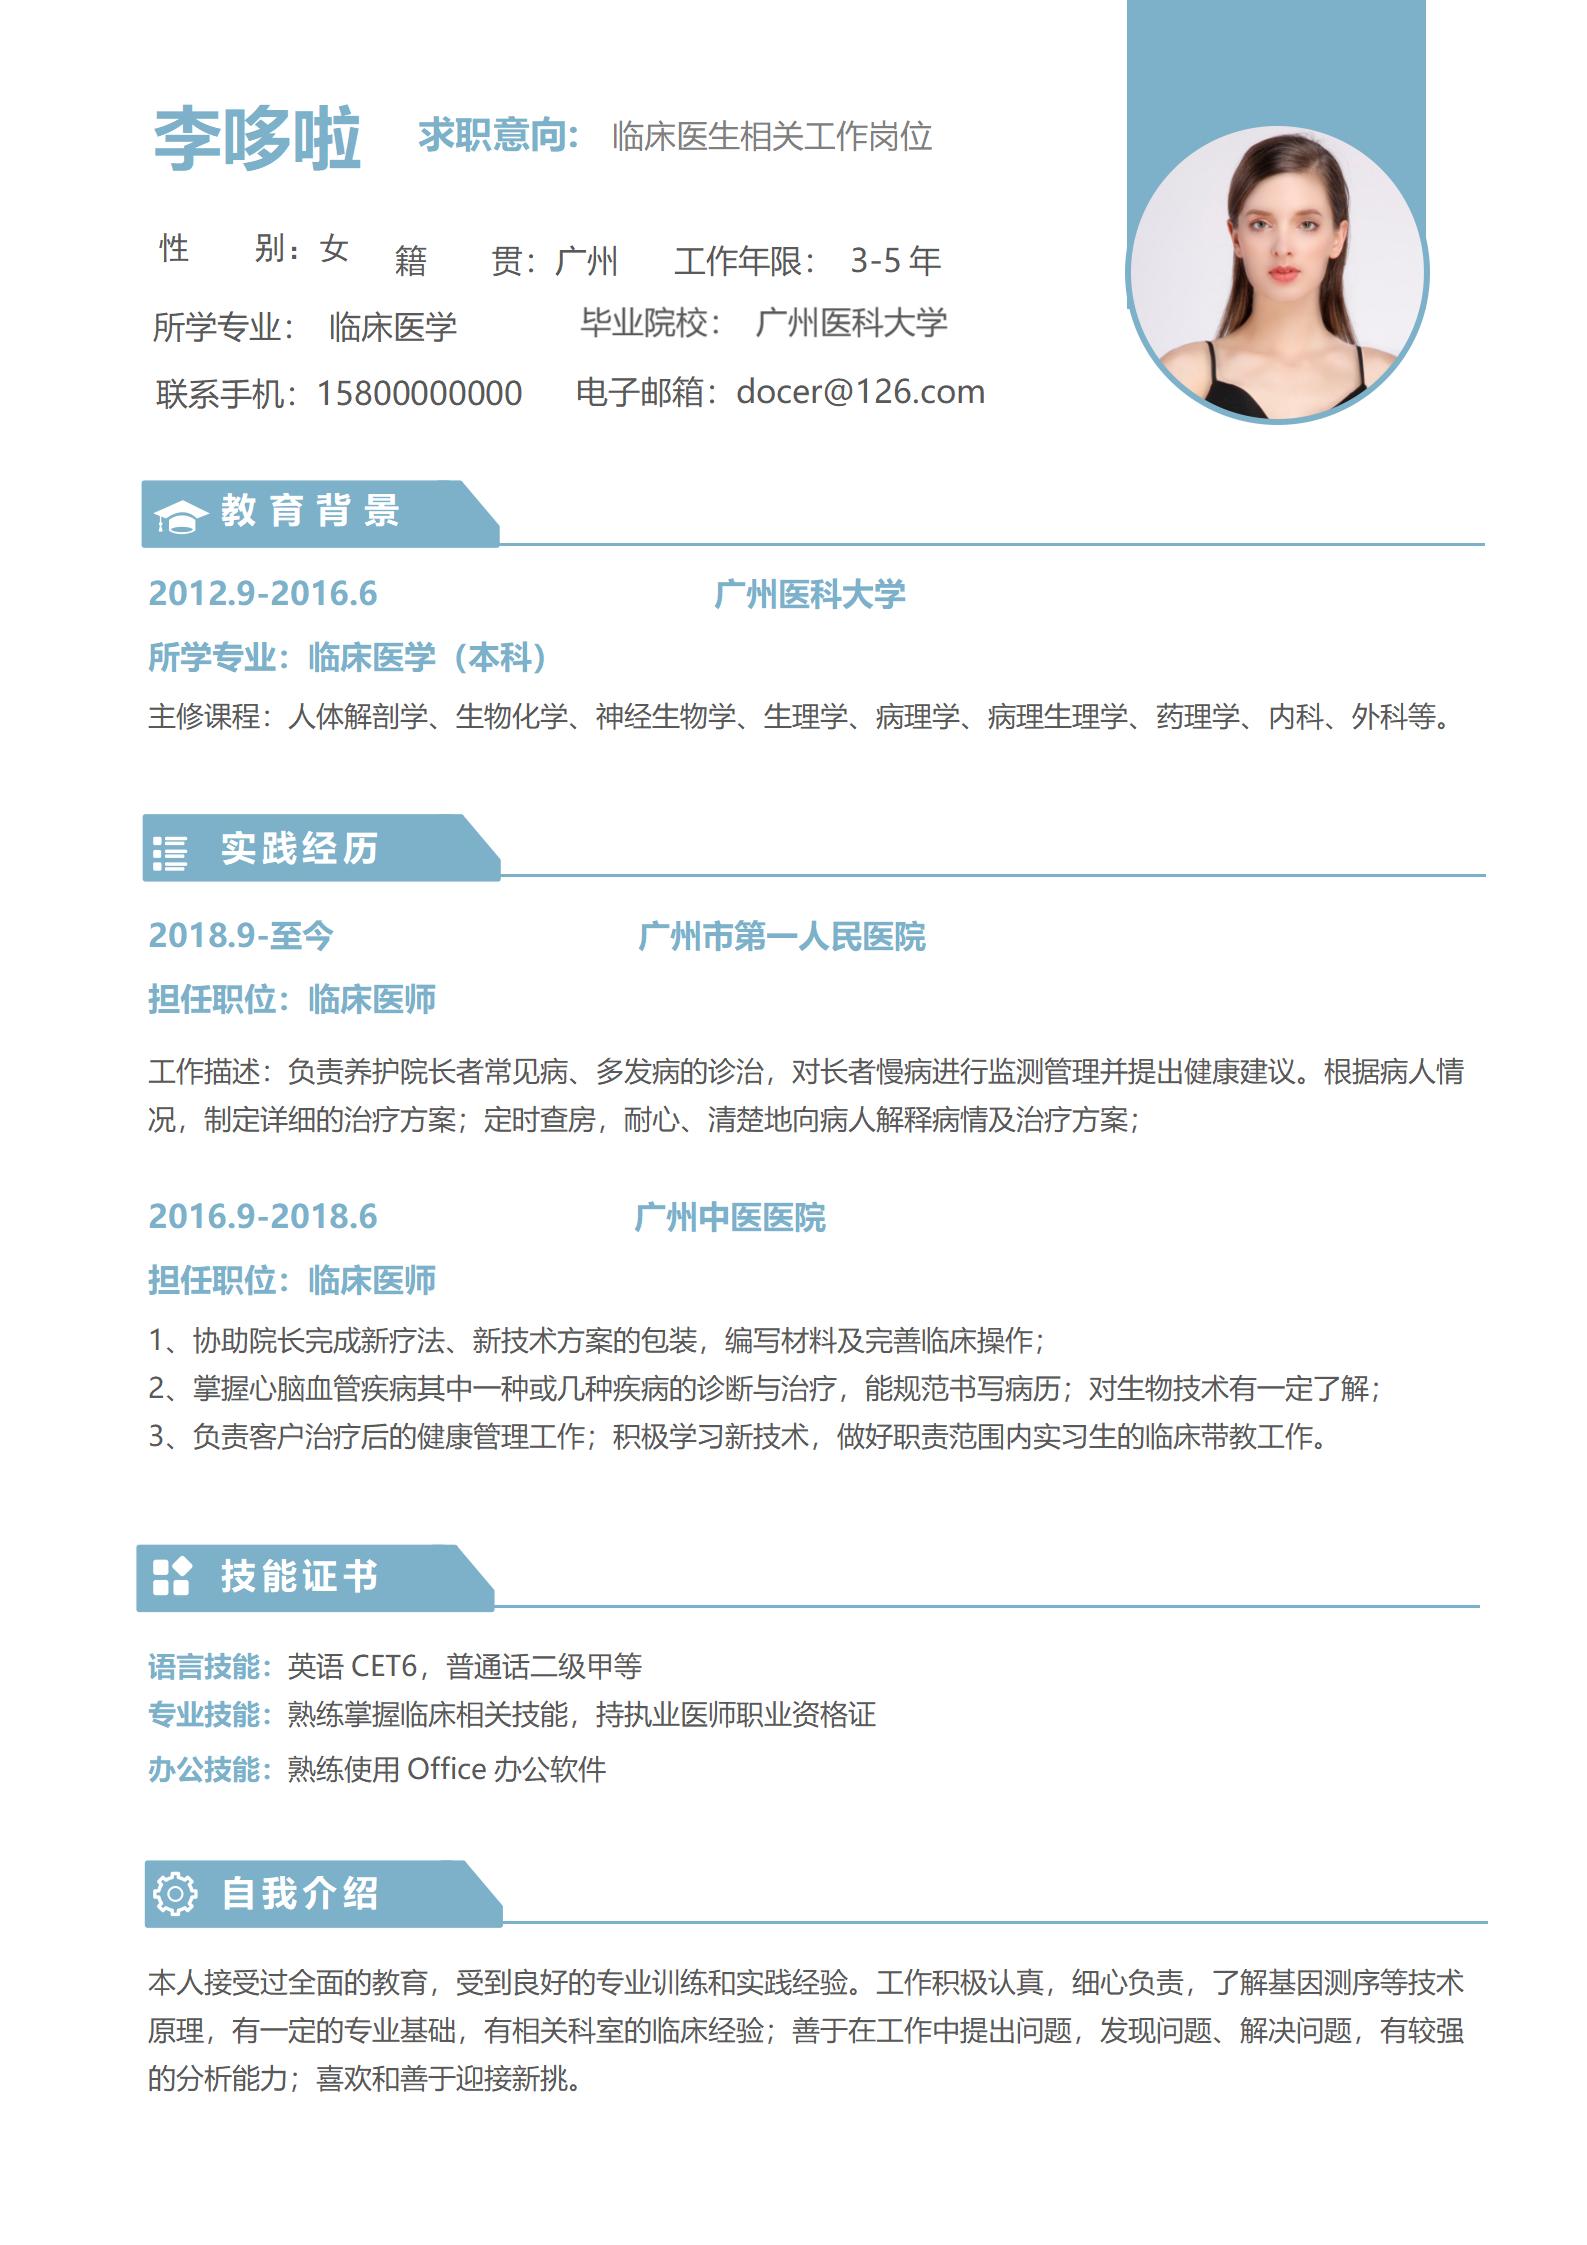 李哆啦 求职意向： 临床医生相关工作岗位
性 别：女 籍 贯：广州 工作年限： 3-5 年
所学专业： 临床医学 毕业院校： 广州医科大学
联系手机：15800000000 电子邮箱：docer@126.com
教育背景
2012.9-2016.6 广州医科大学
所学专业：临床医学（本科）
主修课程：人体解剖学、生物化学、神经生物学、生理学、病理学、病理生理学、药理学、内科、外科等。
实践经历
2018.9-至今 广州市第一人民医院
担任职位：临床医师
工作描述：负责养护院长者常见病、多发病的诊治，对长者慢病进行监测管理并提出健康建议。根据病人情
况，制定详细的治疗方案；定时查房，耐心、清楚地向病人解释病情及治疗方案；
2016.9-2018.6 广州中医医院
担任职位：临床医师
1、协助院长完成新疗法、新技术方案的包装，编写材料及完善临床操作；
2、掌握心脑血管疾病其中一种或几种疾病的诊断与治疗，能规范书写病历；对生物技术有一定了解；
3、负责客户治疗后的健康管理工作；积极学习新技术，做好职责范围内实习生的临床带教工作。
技能证书
语言技能：英语 CET6，普通话二级甲等
专业技能：熟练掌握临床相关技能，持执业医师职业资格证
办公技能：熟练使用 Office 办公软件
自我介绍
本人接受过全面的教育，受到良好的专业训练和实践经验。工作积极认真，细心负责，了解基因测序等技术
原理，有一定的专业基础，有相关科室的临床经验；善于在工作中提出问题，发现问题、解决问题，有较强
的分析能力；喜欢和善于迎接新挑。